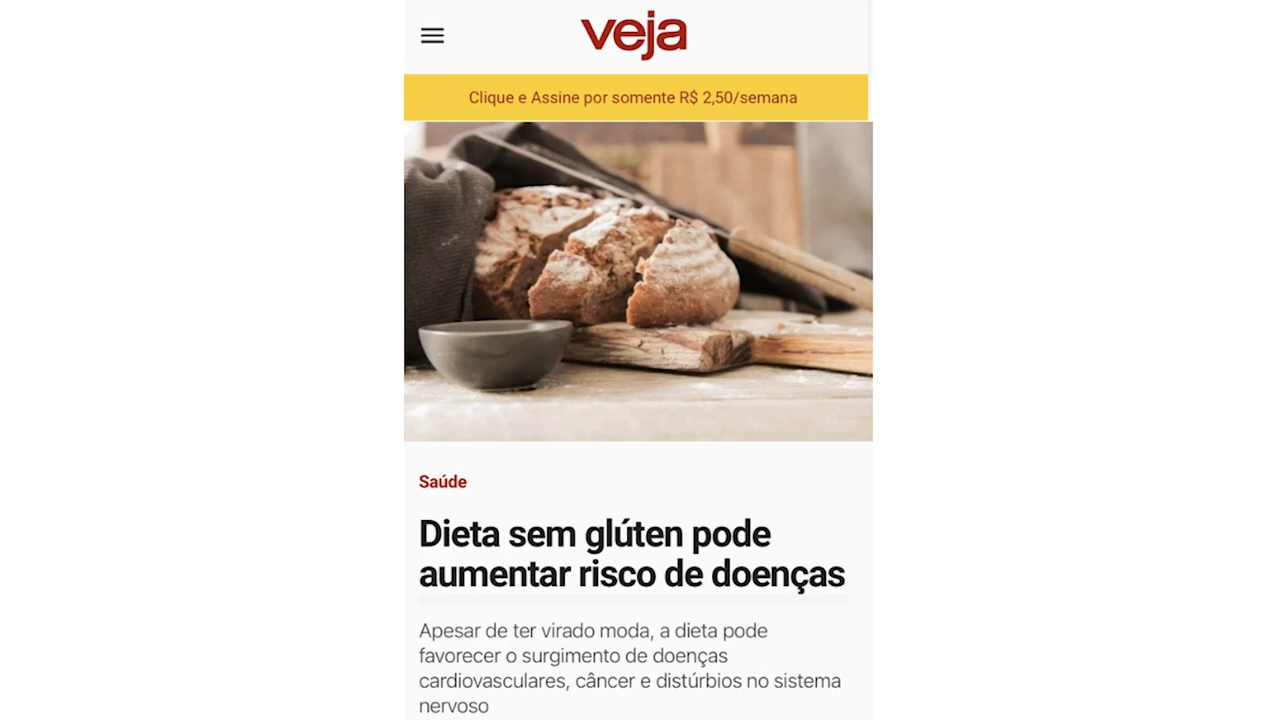 veja
Clique e Assine por somente R$ 2,50/semana
Saúde
Dieta sem glúten pode
aumentar risco de doenças
Apesar de ter virado moda, a dieta pode
favorecer o surgimento de doenças
cardiovasculares, câncer e distúrbios no sistema
nervoso